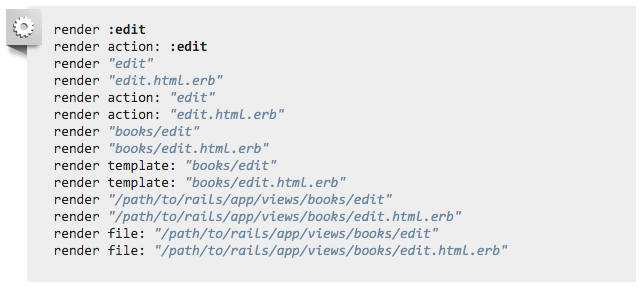 render :edit
render action: :edit
render "edit"
render "edit.html.erb"
render action: "edit"
render action: "edit.html.erb"
render "books/edit"
render "books/edit.html.erb"
render template: "books/edit"
render template: "books/edit.html.erb"
render "/path/to/rails/app/views/books/edit"
render "/path/to/rails/app/views/books/edit.html.erb"
render file: "/path/to/rails/app/views/books/edit"
render file: "/path/to/rails/app/views/books/edit.html.erb"